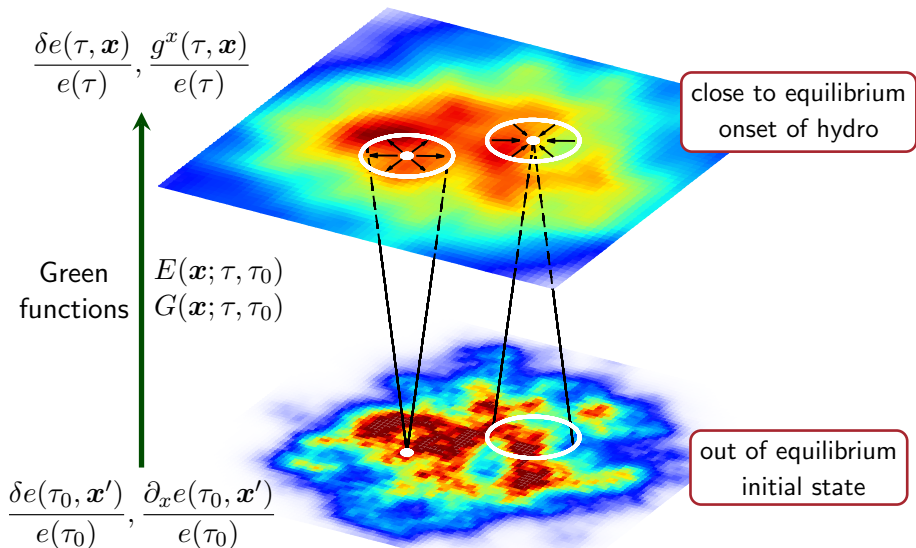 δe(τ, x)/e(τ), g^x(τ, x)/e(τ)
close to equilibrium
onset of hydro
Green
functions
E(x; τ, τ₀)
G(x; τ, τ₀)
out of equilibrium
initial state
δe(τ₀, x′)/e(τ₀), ∂ₓe(τ₀, x′)/e(τ₀)